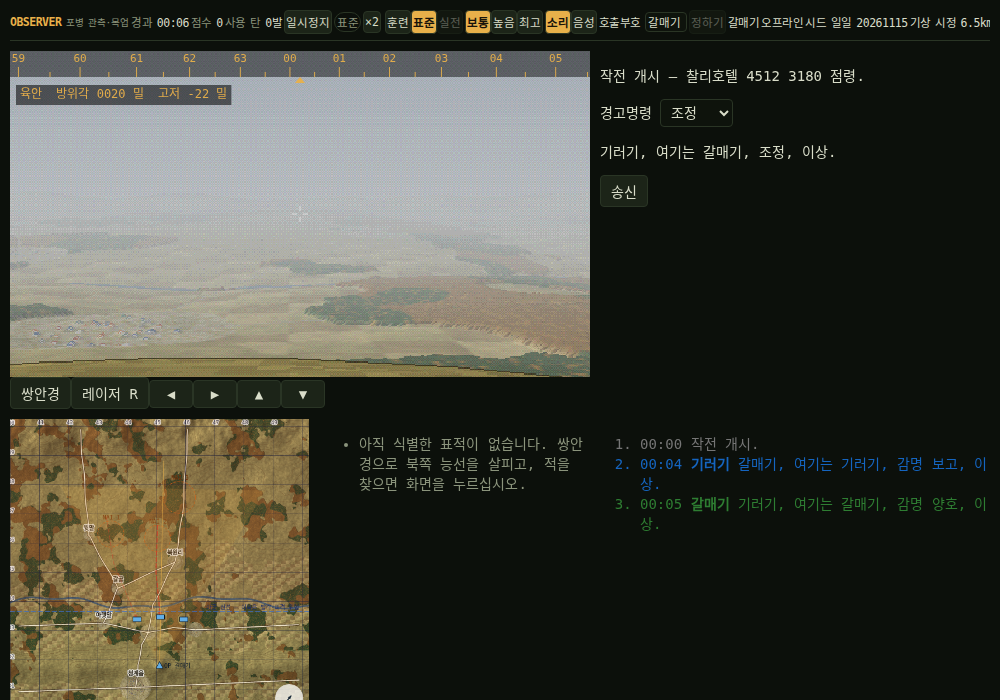 OBSERVER 포병 관측·목업 경과 00:06 점수 0 사용 탄 0발 일시정지 표준 ×2 훈련 표준 실전 보통 높음 최고 소리 음성 호출부호 갈매기 정하기 갈매기 오프라인 시드 일일 20261115 기상 시정 6.5km
59 60 61 62 63 00 01 02 03 04 05
육안 방위각 0020 밀 고저 -22 밀
작전 개시 — 찰리호텔 4512 3180 점령.
경고명령 조정
기러기, 여기는 갈매기, 조정, 이상.
송신
쌍안경 레이저 R ◀ ▶ ▲ ▼
• 아직 식별한 표적이 없습니다. 쌍안
경으로 북쪽 능선을 살피고, 적을
찾으면 화면을 누르십시오.
1. 00:00 작전 개시.
2. 00:04 기러기 갈매기, 여기는 기러기, 감명 보고, 이
상.
3. 00:05 갈매기 기러기, 여기는 갈매기, 감명 양호, 이
상.